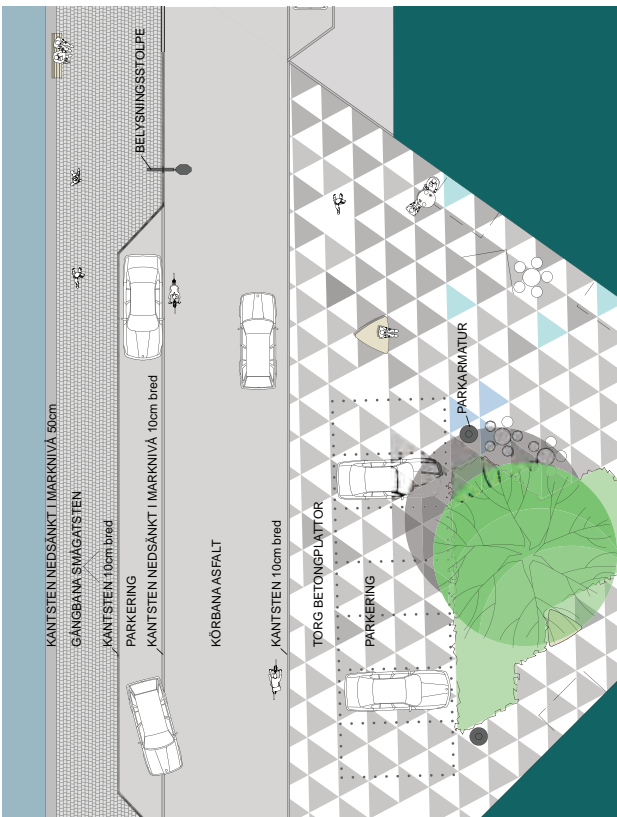 BELYSNINGSSTOLPE
KANTSTEN NEDSÄNKT I MARKNIVÅ 50cm
GÅNGBANA SMÅGATSTEN
KANTSTEN 10cm bred
PARKERING
KANTSTEN NEDSÄNKT I MARKNIVÅ 10cm bred
KÖRBANA ASFALT
KANTSTEN 10cm bred
TORG BETONGPLATTOR
PARKERING
PARKARMATUR